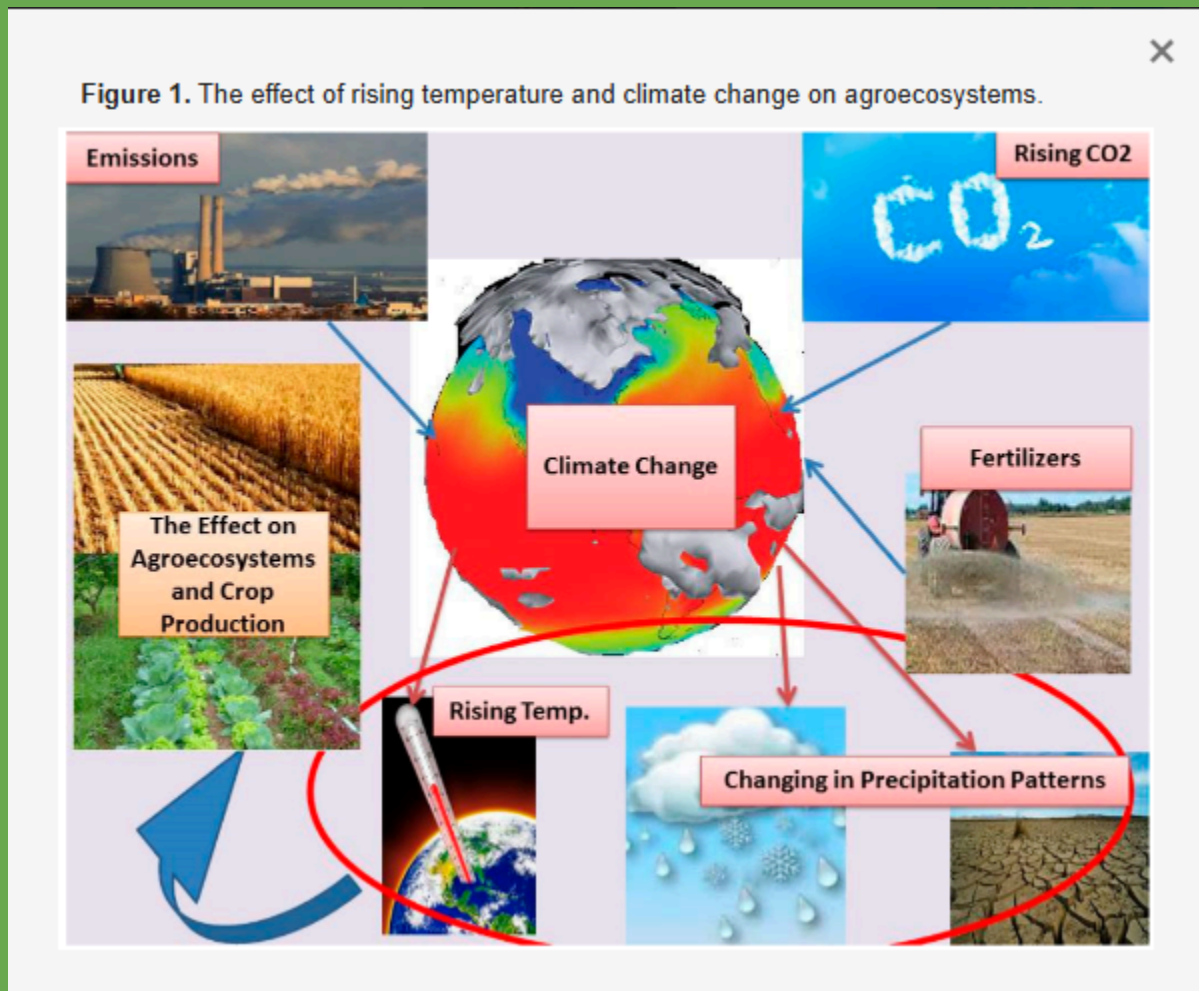 Figure 1. The effect of rising temperature and climate change on agroecosystems.
Emissions
Rising CO2
CO₂
Climate Change
Fertilizers
The Effect on
Agroecosystems
and Crop
Production
Rising Temp.
Changing in Precipitation Patterns